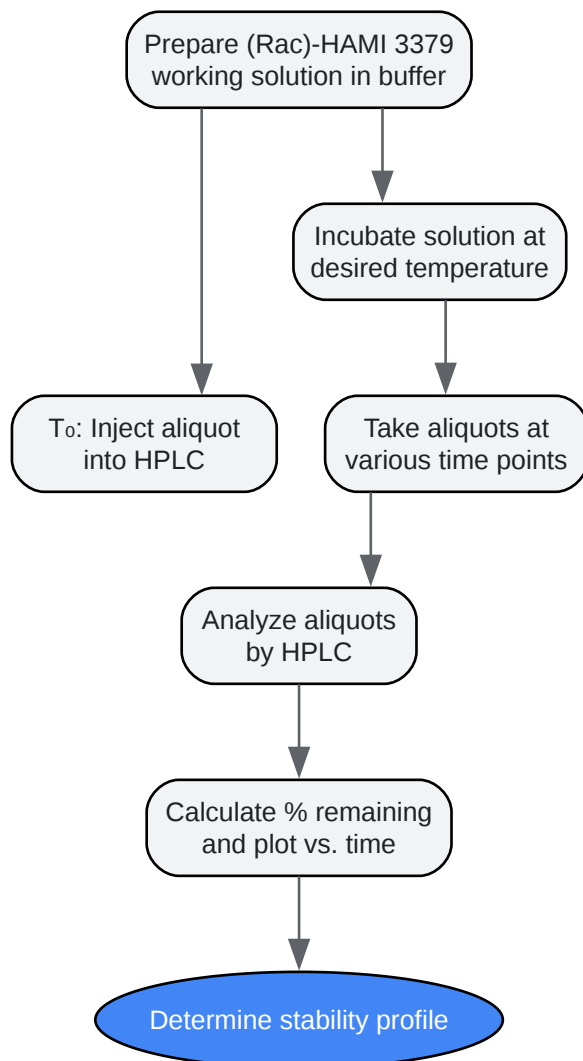 Prepare (Rac)-HAMI 3379
working solution in buffer
Incubate solution at
desired temperature
T₀: Inject aliquot
into HPLC
Take aliquots at
various time points
Analyze aliquots
by HPLC
Calculate % remaining
and plot vs. time
Determine stability profile